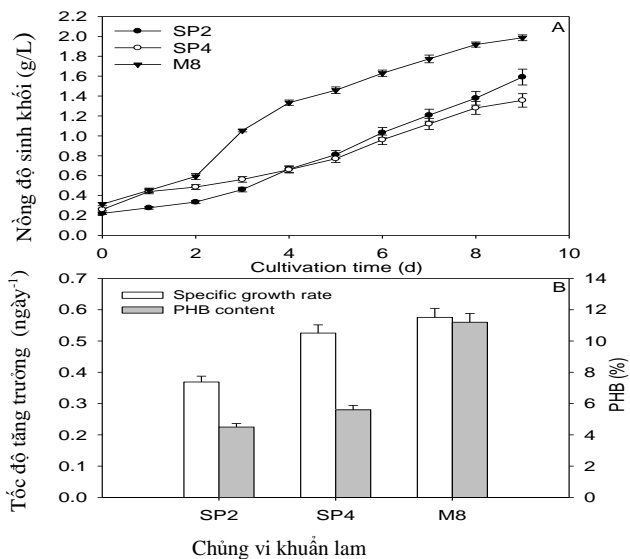 Nồng độ sinh khối (g/L)
2.2
2.0
1.8
1.6
1.4
1.2
1.0
0.8
0.6
0.4
0.2
0.0
SP2
SP4
M8
A
0 2 4 6 8 10
Cultivation time (d)
Tốc độ tăng trưởng (ngày-1)
0.7
0.6
0.5
0.4
0.3
0.2
0.1
0.0
Specific growth rate
PHB content
B
14
12
10
8
6
4
2
0
PHB (%)
SP2 SP4 M8
Chủng vi khuẩn lam